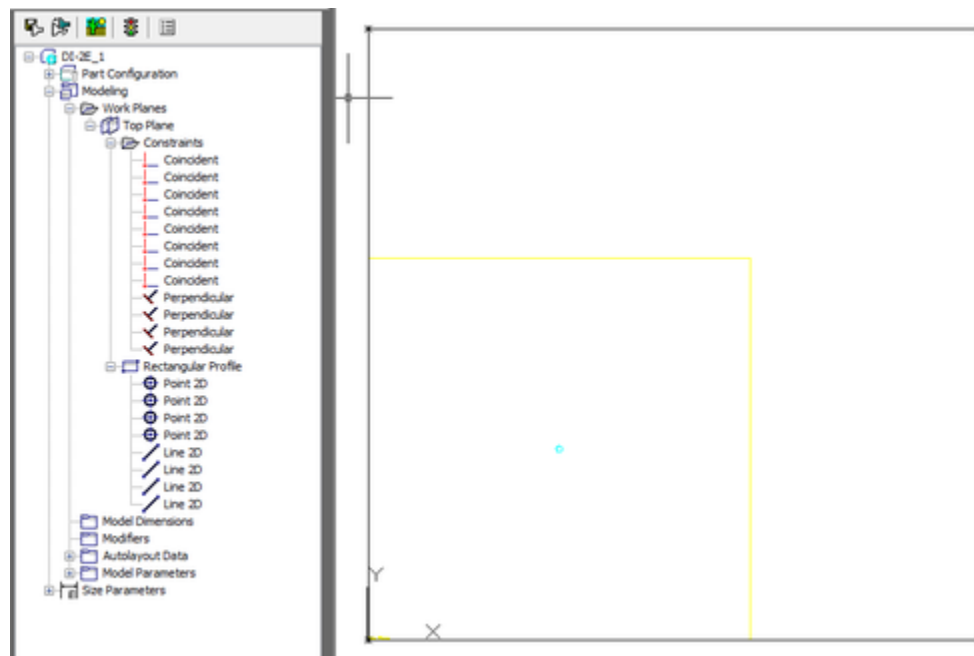 DI-2E_1
Part Configuration
Modeling
Work Planes
Top Plane
Constraints
Coincident
Coincident
Coincident
Coincident
Coincident
Coincident
Coincident
Coincident
Perpendicular
Perpendicular
Perpendicular
Perpendicular
Rectangular Profile
Point 2D
Point 2D
Point 2D
Point 2D
Line 2D
Line 2D
Line 2D
Line 2D
Model Dimensions
Modifiers
Autolayout Data
Model Parameters
Size Parameters
Y
X